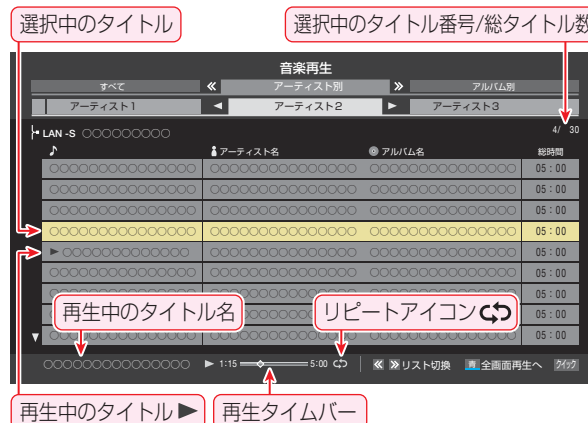 選択中のタイトル
選択中のタイトル番号/総タイトル数
音楽再生
すべて « アーティスト別 » アルバム別
アーティスト1 ◀ アーティスト2 ▶ アーティスト3
LAN -S ○○○○○○○○○ 4/ 30
♪ アーティスト名 アルバム名 総時間
○○○○○○○○○○○○○○ ○○○○○○○○○○○○○○ ○○○○○○○○○○○○○○ 05:00
○○○○○○○○○○○○○○ ○○○○○○○○○○○○○○ ○○○○○○○○○○○○○○ 05:00
○○○○○○○○○○○○○○ ○○○○○○○○○○○○○○ ○○○○○○○○○○○○○○ 05:00
○○○○○○○○○○○○○○ ○○○○○○○○○○○○○○ ○○○○○○○○○○○○○○ 05:00
▶ ○○○○○○○○○○○○○ ○○○○○○○○○○○○○○ ○○○○○○○○○○○○○○ 05:00
○○○○○○○○○○○○○○ ○○○○○○○○○○○○○○ ○○○○○○○○○○○○○○ 05:00
05:00
05:00
再生中のタイトル名
リピートアイコン
○○○○○○○○○○○○○○ ▶ 1:15 5:00 « » リスト切換 青 全画面再生へ クイック
再生中のタイトル ▶
再生タイムバー